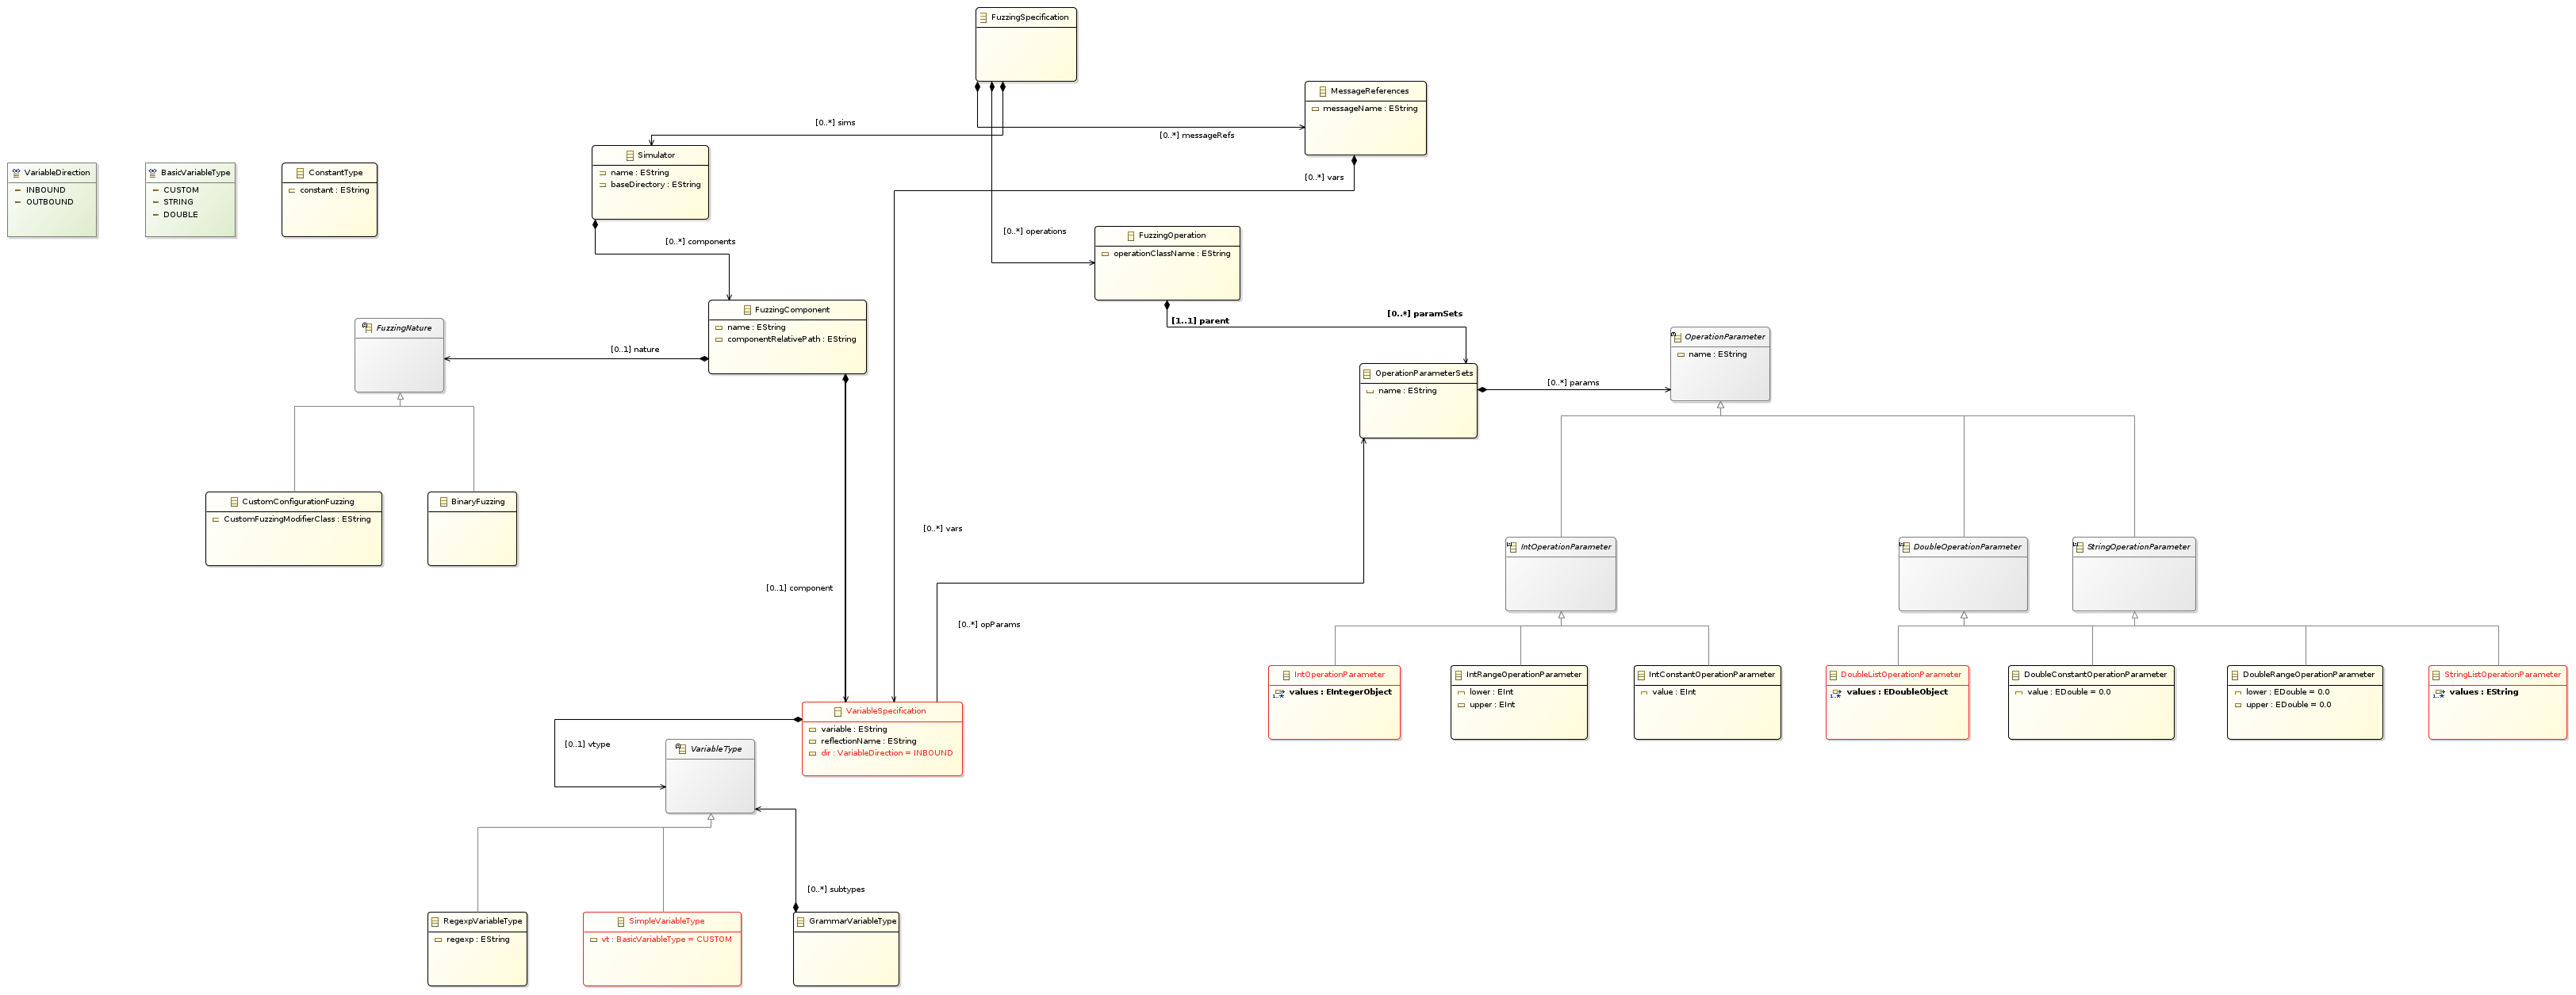 FuzzingSpecification
MessageReferences
messageName : EString
[0..*] sims
[0..*] messageRefs
Simulator
name : EString
baseDirectory : EString
VariableDirection
INBOUND
OUTBOUND
BasicVariableType
CUSTOM
STRING
DOUBLE
ConstantType
constant : EString
[0..*] vars
[0..*] components
[0..*] operations
FuzzingOperation
operationClassName : EString
FuzzingComponent
name : EString
componentRelativePath : EString
FuzzingNature
[0..1] nature
[1..1] parent
[0..*] paramSets
OperationParameter
name : EString
OperationParameterSets
name : EString
[0..*] params
CustomConfigurationFuzzing
CustomFuzzingModifierClass : EString
BinaryFuzzing
[0..*] vars
IntOperationParameter
DoubleOperationParameter
StringOperationParameter
[0..1] component
[0..*] opParams
IntOperationParameter
1..*
values : EIntegerObject
IntRangeOperationParameter
lower : EInt
upper : EInt
IntConstantOperationParameter
value : EInt
DoubleListOperationParameter
1..*
values : EDoubleObject
DoubleConstantOperationParameter
value : EDouble = 0.0
DoubleRangeOperationParameter
lower : EDouble = 0.0
upper : EDouble = 0.0
StringListOperationParameter
1..*
values : EString
VariableSpecification
variable : EString
reflectionName : EString
dir : VariableDirection = INBOUND
[0..1] vtype
VariableType
[0..*] subtypes
RegexpVariableType
regexp : EString
SimpleVariableType
vt : BasicVariableType = CUSTOM
GrammarVariableType